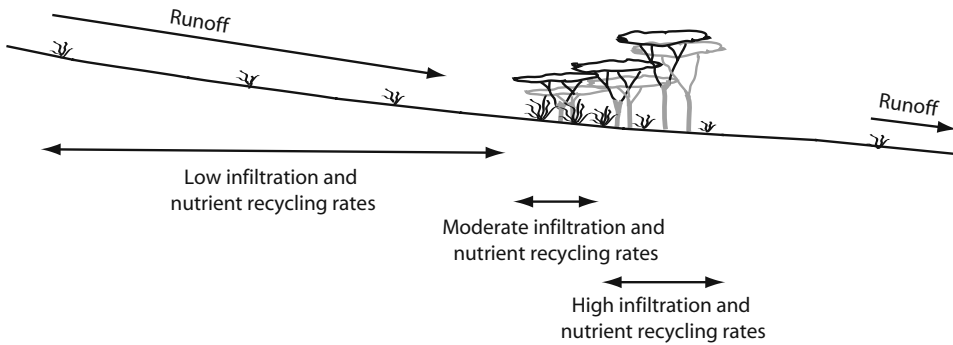 Runoff
Runoff
Low infiltration and
nutrient recycling rates
Moderate infiltration and
nutrient recycling rates
High infiltration and
nutrient recycling rates